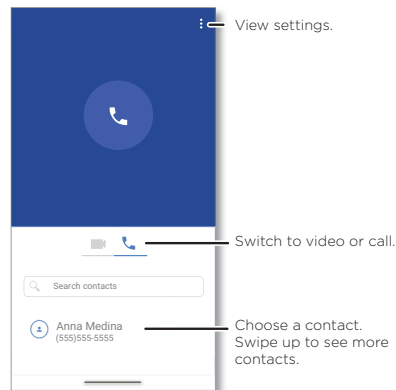 View settings.
Switch to video or call.
Search contacts
Anna Medina
(555)555-5555
Choose a contact.
Swipe up to see more
contacts.